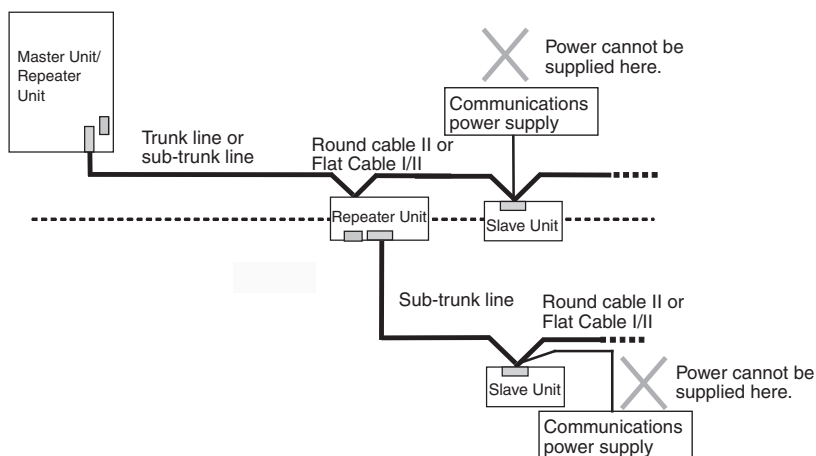 Master Unit/
Repeater
Unit
Power cannot be
supplied here.
Communications
power supply
Trunk line or
sub-trunk line
Round cable II or
Flat Cable I/II
Repeater Unit
Slave Unit
Sub-trunk line
Round cable II or
Flat Cable I/II
Slave Unit
Power cannot be
supplied here.
Communications
power supply